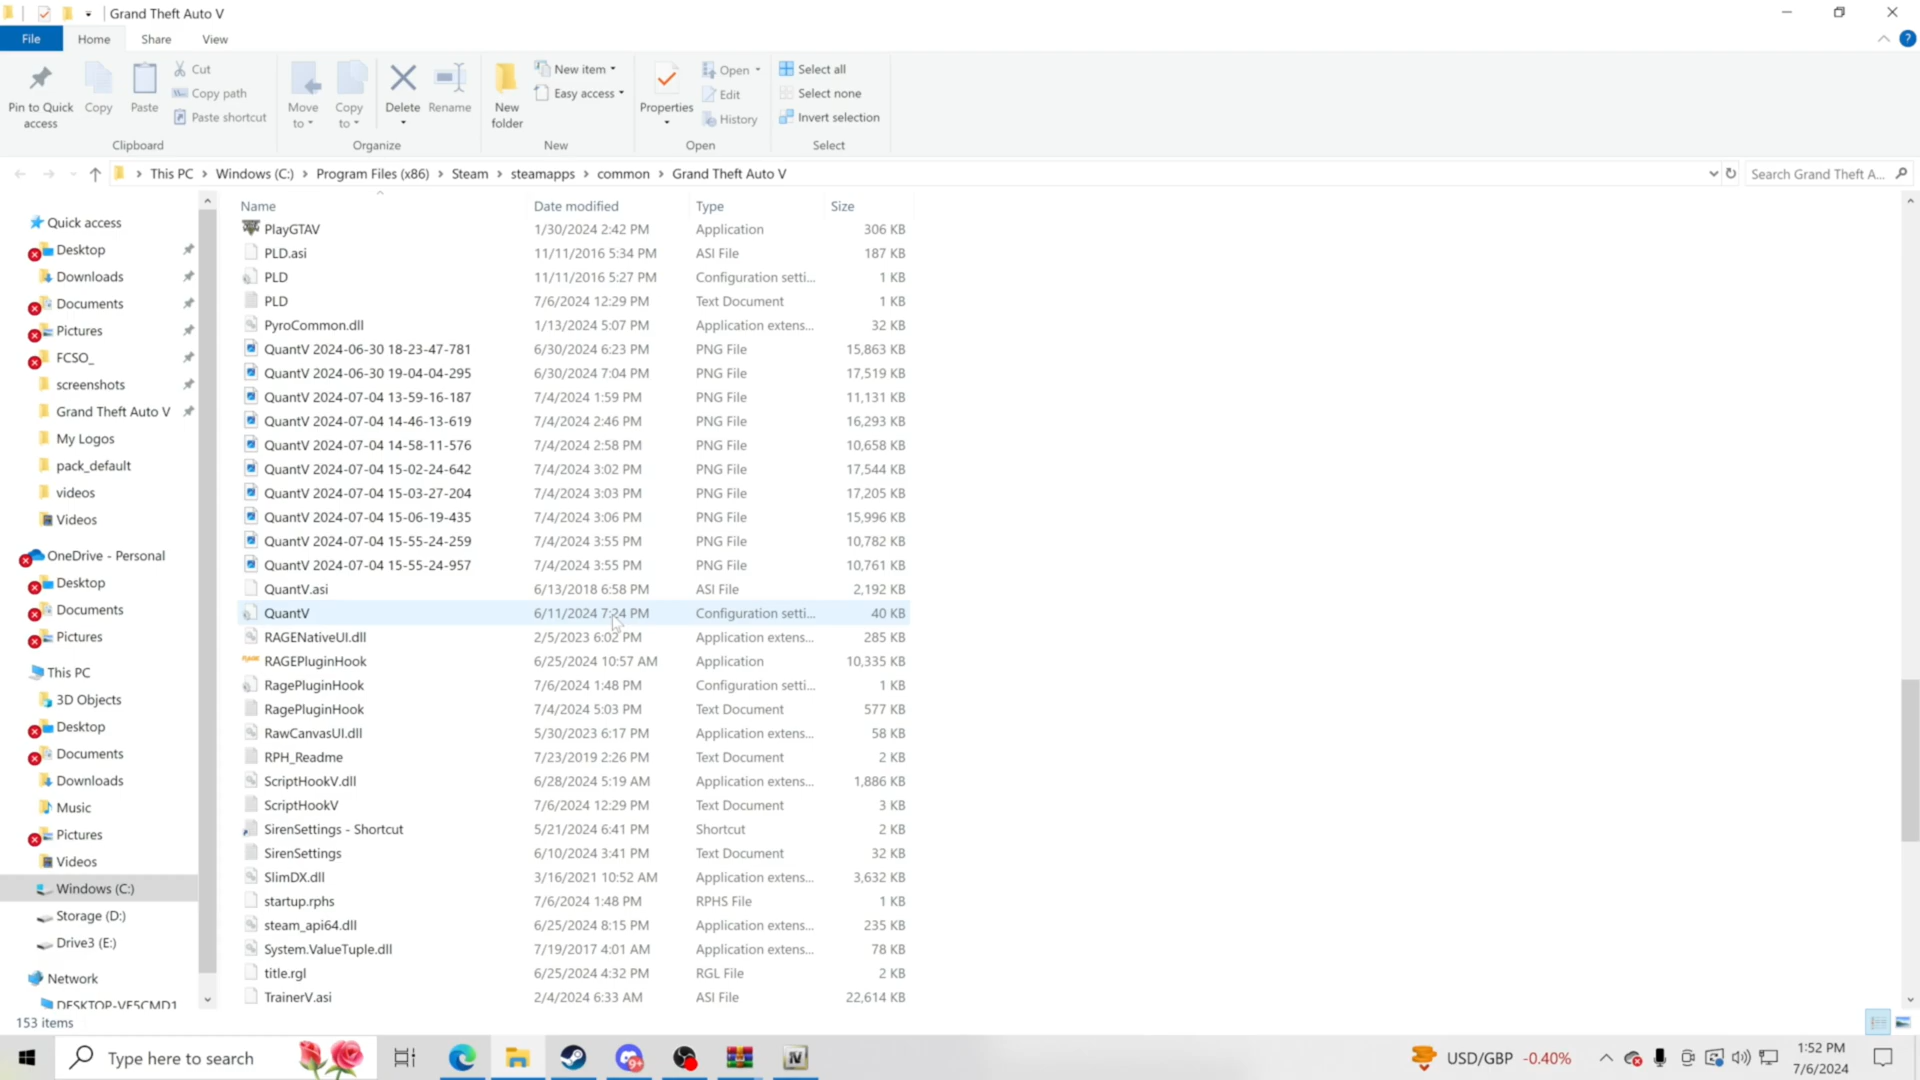 Grand Theft Auto V
File Home Share View
Pin to Quick access
Copy
Paste
Cut
Copy path
Paste shortcut
Clipboard
Move to
Copy to
Delete
Rename
Organize
New folder
New item
Easy access
New
Properties
Open
Edit
History
Open
Select all
Select none
Invert selection
Select
This PC > Windows (C:) > Program Files (x86) > Steam > steamapps > common > Grand Theft Auto V
Search Grand Theft A...
Quick access
Desktop
Downloads
Documents
Pictures
FCSO_
screenshots
Grand Theft Auto V
My Logos
pack_default
videos
Videos
OneDrive - Personal
Desktop
Documents
Pictures
This PC
3D Objects
Desktop
Documents
Downloads
Music
Pictures
Videos
Windows (C:)
Storage (D:)
Drive3 (E:)
Network
DESKTOP-VF5CMD1
Name Date modified Type Size
PlayGTAV 1/30/2024 2:42 PM Application 306 KB
PLD.asi 11/11/2016 5:34 PM ASI File 187 KB
PLD 11/11/2016 5:27 PM Configuration setti... 1 KB
PLD 7/6/2024 12:29 PM Text Document 1 KB
PyroCommon.dll 1/13/2024 5:07 PM Application extens... 32 KB
QuantV 2024-06-30 18-23-47-781 6/30/2024 6:23 PM PNG File 15,863 KB
QuantV 2024-06-30 19-04-04-295 6/30/2024 7:04 PM PNG File 17,519 KB
QuantV 2024-07-04 13-59-16-187 7/4/2024 1:59 PM PNG File 11,131 KB
QuantV 2024-07-04 14-46-13-619 7/4/2024 2:46 PM PNG File 16,293 KB
QuantV 2024-07-04 14-58-11-576 7/4/2024 2:58 PM PNG File 10,658 KB
QuantV 2024-07-04 15-02-24-642 7/4/2024 3:02 PM PNG File 17,544 KB
QuantV 2024-07-04 15-03-27-204 7/4/2024 3:03 PM PNG File 17,205 KB
QuantV 2024-07-04 15-06-19-435 7/4/2024 3:06 PM PNG File 15,996 KB
QuantV 2024-07-04 15-55-24-259 7/4/2024 3:55 PM PNG File 10,782 KB
QuantV 2024-07-04 15-55-24-957 7/4/2024 3:55 PM PNG File 10,761 KB
QuantV.asi 6/13/2018 6:58 PM ASI File 2,192 KB
QuantV 6/11/2024 7:24 PM Configuration setti... 40 KB
RAGENativeUI.dll 2/5/2023 6:02 PM Application extens... 285 KB
RAGEPluginHook 6/25/2024 10:57 AM Application 10,335 KB
RagePluginHook 7/6/2024 1:48 PM Configuration setti... 1 KB
RagePluginHook 7/4/2024 5:03 PM Text Document 577 KB
RawCanvasUI.dll 5/30/2023 6:17 PM Application extens... 58 KB
RPH_Readme 7/23/2019 2:26 PM Text Document 2 KB
ScriptHookV.dll 6/28/2024 5:19 AM Application extens... 1,886 KB
ScriptHookV 7/6/2024 12:29 PM Text Document 3 KB
SirenSettings - Shortcut 5/21/2024 6:41 PM Shortcut 2 KB
SirenSettings 6/10/2024 3:41 PM Text Document 32 KB
SlimDX.dll 3/16/2021 10:52 AM Application extens... 3,632 KB
startup.rphs 7/6/2024 1:48 PM RPHS File 1 KB
steam_api64.dll 6/25/2024 8:15 PM Application extens... 235 KB
System.ValueTuple.dll 7/19/2017 4:01 AM Application extens... 78 KB
title.rgl 6/25/2024 4:32 PM RGL File 2 KB
TrainerV.asi 2/4/2024 6:33 AM ASI File 22,614 KB
153 items
Type here to search
9+
IV
USD/GBP -0.40%
1:52 PM
7/6/2024